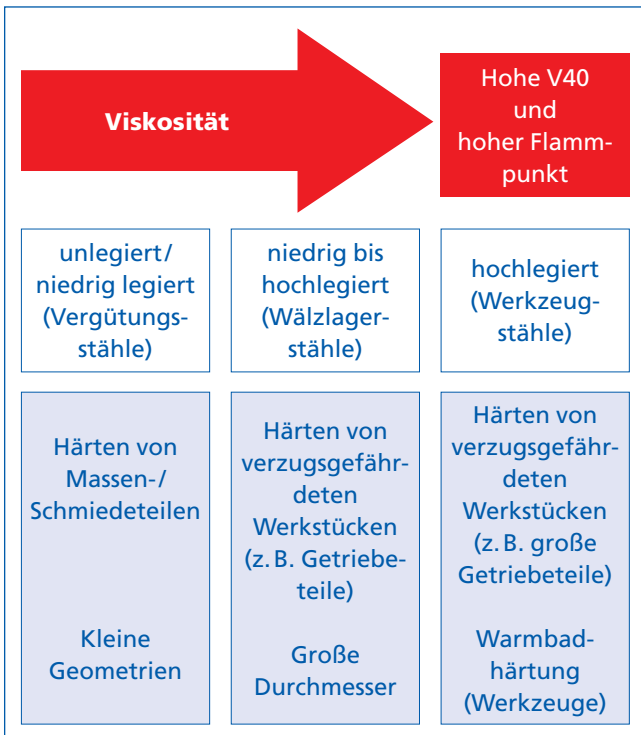 Viskosität
Hohe V40
und
hoher Flamm-
punkt
unlegiert/
niedrig legiert
(Vergütungs-
stähle)
niedrig bis
hochlegiert
(Wälzlager-
stähle)
hochlegiert
(Werkzeug-
stähle)
Härten von
Massen-/
Schmiedeteilen
Kleine
Geometrien
Härten von
verzugsgefähr-
deten
Werkstücken
(z. B. Getriebe-
teile)
Große
Durchmesser
Härten von
verzugsgefähr-
deten
Werkstücken
(z. B. große
Getriebeteile)
Warmbad-
härtung
(Werkzeuge)